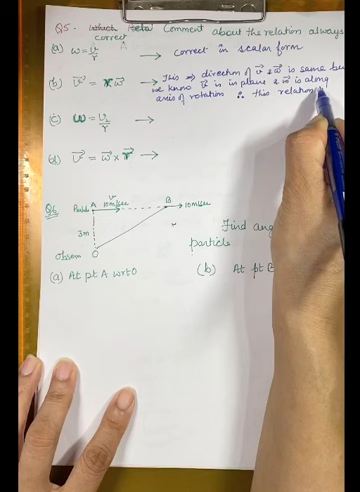 Q5- Which Comment about the relation always
correct
(a) ω = v/r → correct in scalar form
(b) v⃗ = r ω⃗ → This ⇒ direction of v⃗ & ω⃗ is same but
we know v⃗ is in plane & ω⃗ is along
axis of rotation ∴ this relation
(c) ω = v/r →
(d) v⃗ = ω⃗ × r⃗ →
Q6
v
A 10m/sec B 10m/sec
3m
Find ang
particle
O
(a) At pt A wrt O (b) At pt B